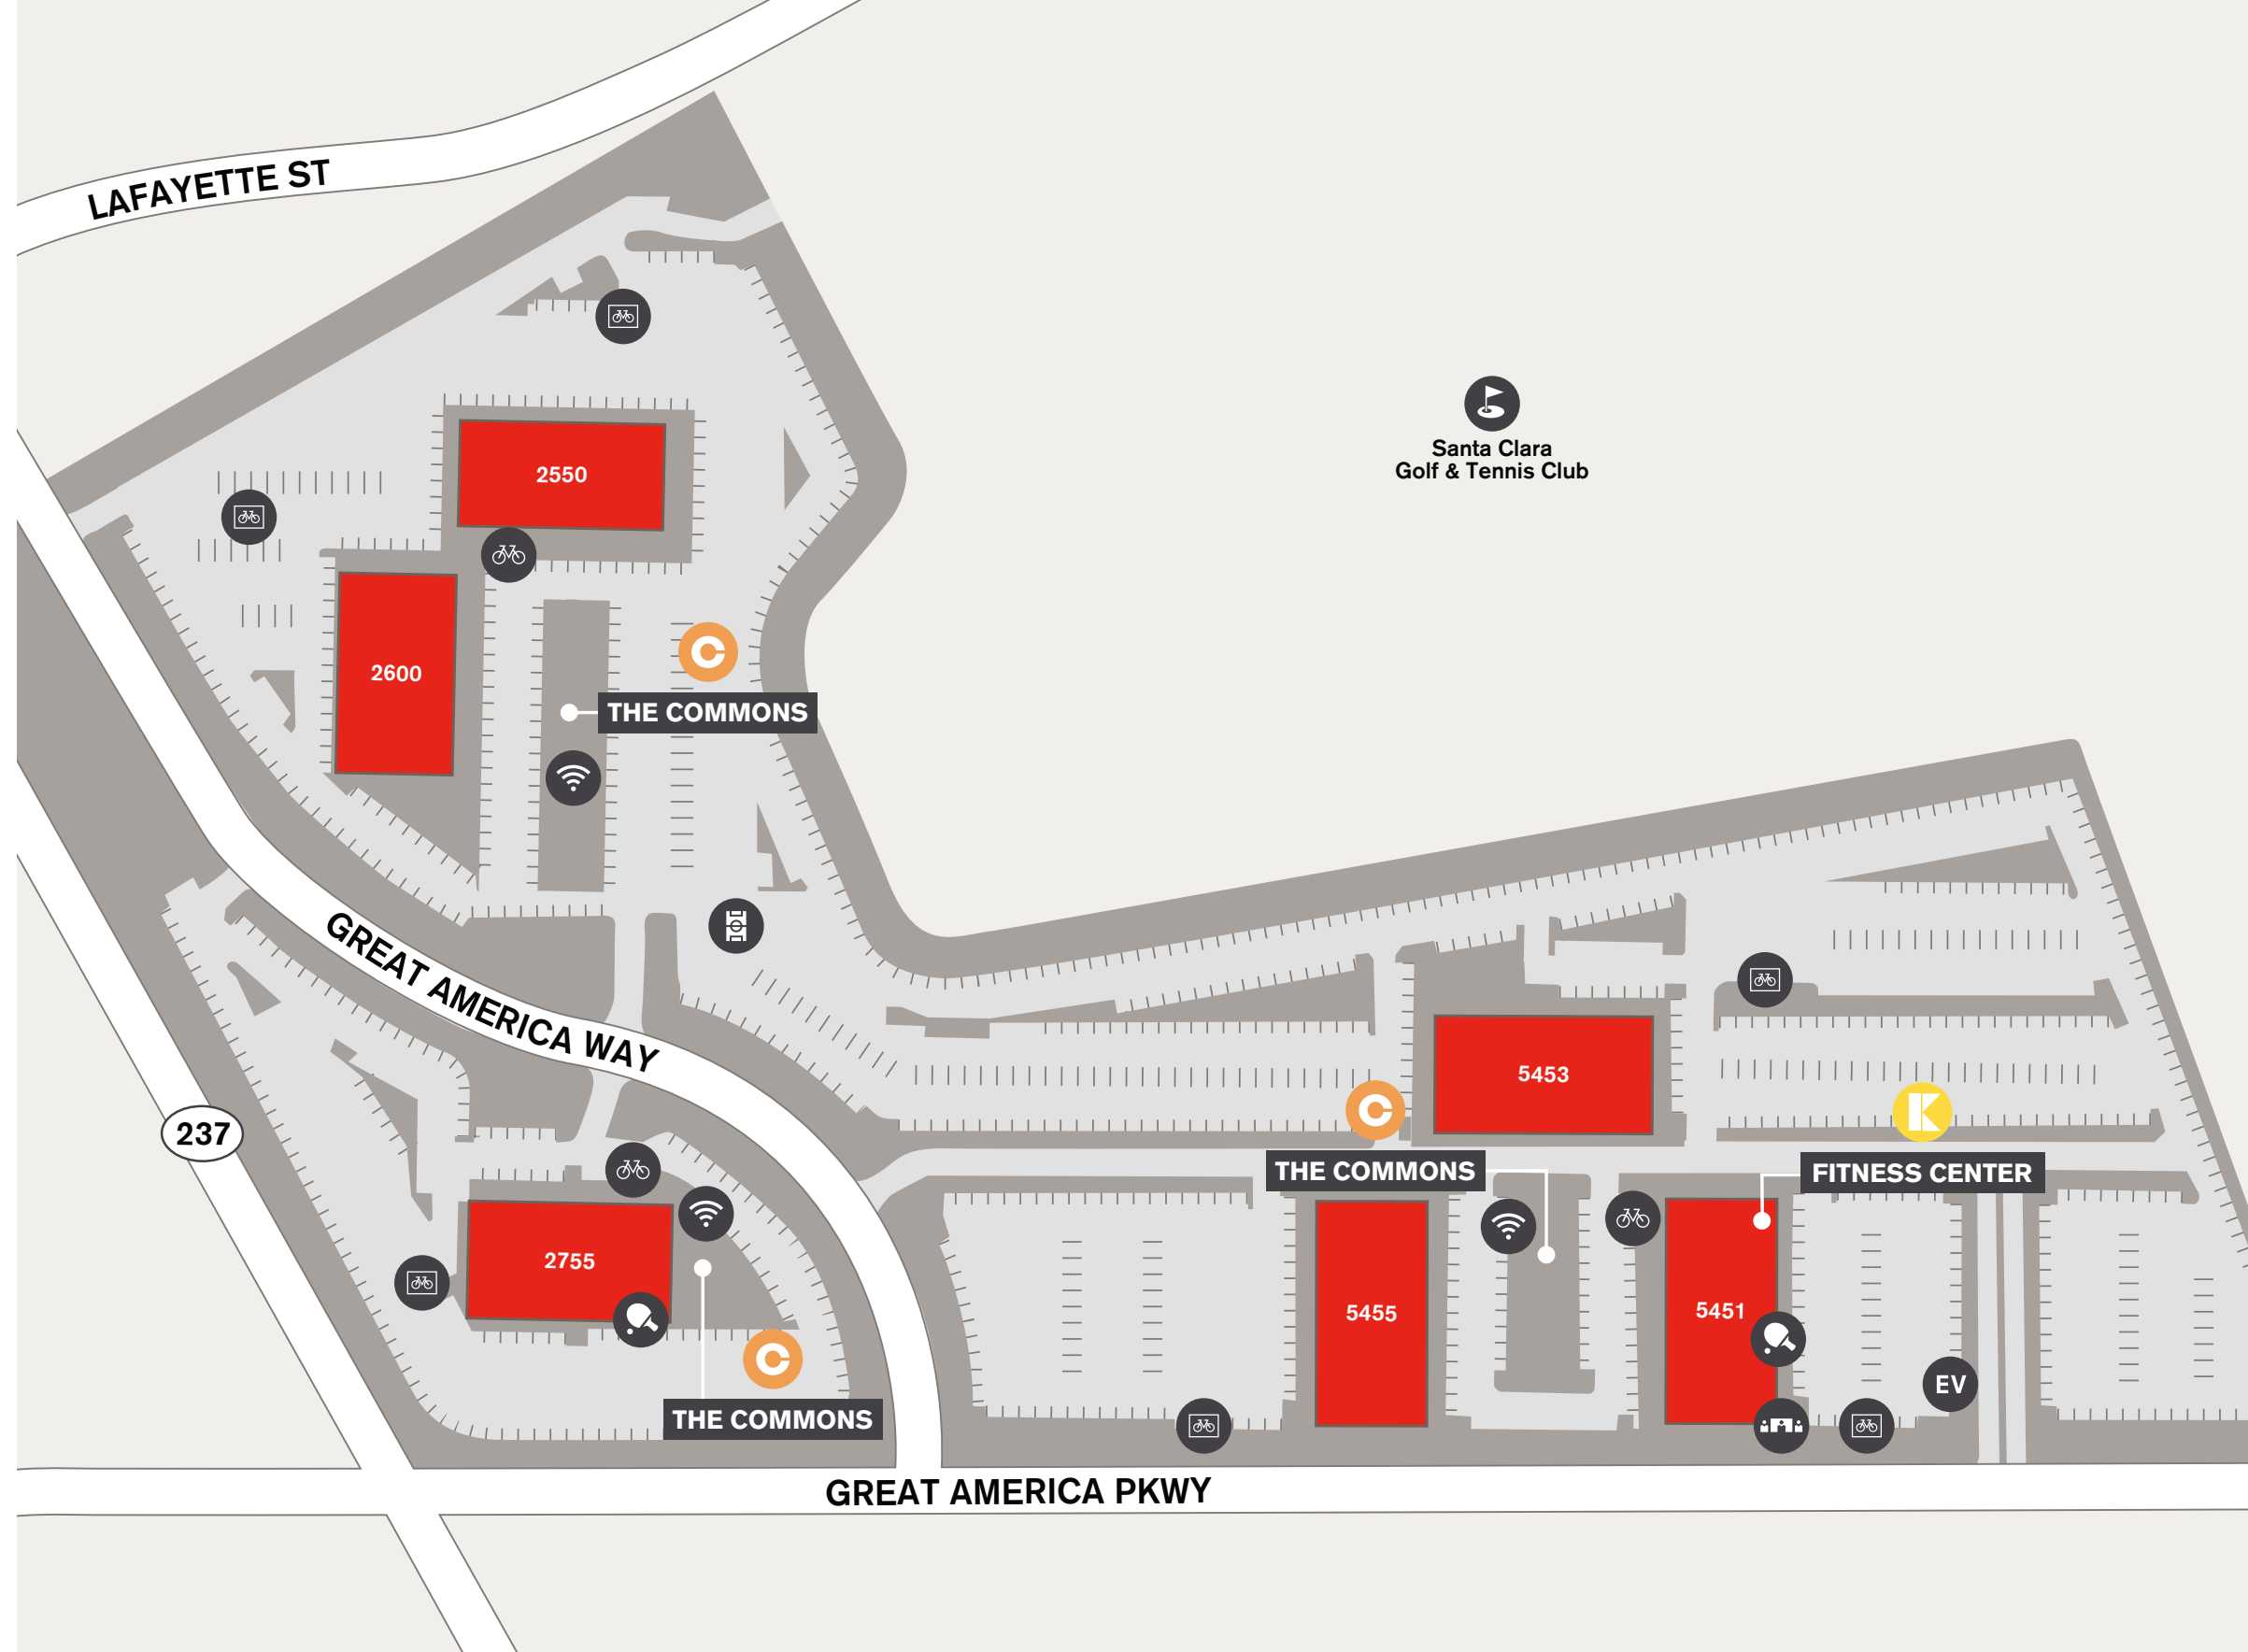 LAFAYETTE ST
Santa Clara
Golf & Tennis Club
2550
2600
THE COMMONS
GREAT AMERICA WAY
5453
237
THE COMMONS
FITNESS CENTER
2755
5455
5451
EV
THE COMMONS
GREAT AMERICA PKWY